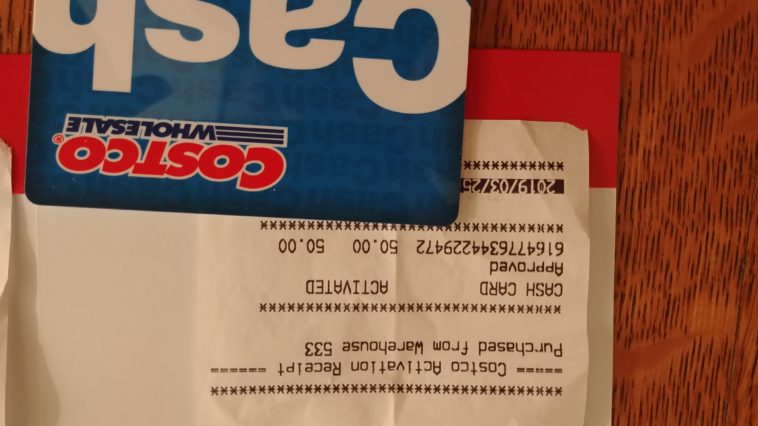 *********************************
===== Costco Activation Receipt =====
Purchased from Warehouse 533
*****************************
CASH CARD ACTIVATED
Approved
6164776344229472 50.00 50.00
*****************************
2019/03/25
************
COSTCO®
WHOLESALE
Cash